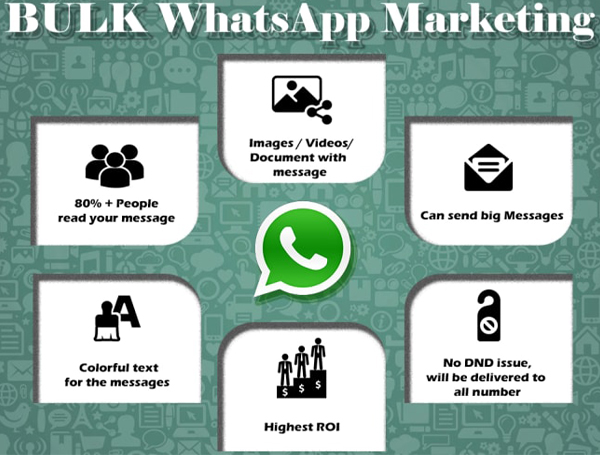 BULK WhatsApp Marketing
Images / Videos/
Document with
message
80% + People
read your message
Can send big Messages
Colorful text
for the messages
A
Highest ROI
$ $ $
No DND issue,
will be delivered to
all number